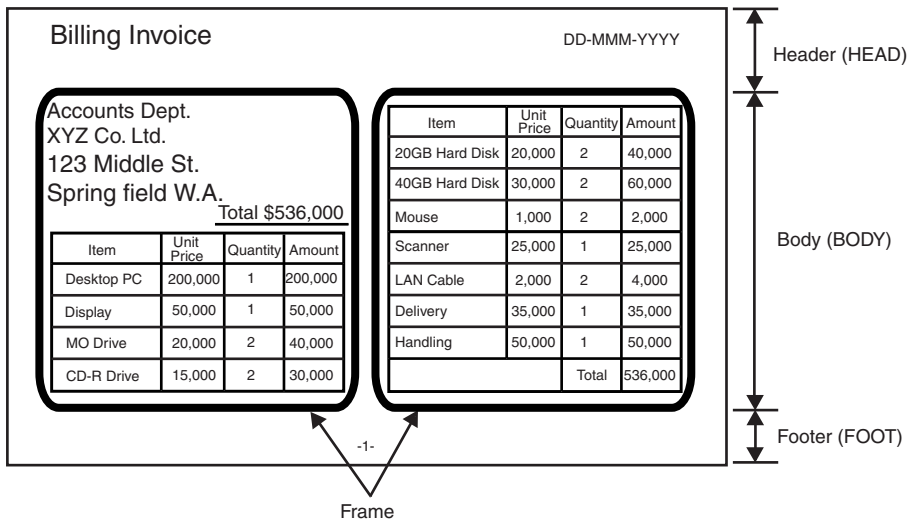 Billing Invoice
DD-MMM-YYYY
Header (HEAD)
Accounts Dept.
XYZ Co. Ltd.
123 Middle St.
Spring field W.A.
Total $536,000
Item Unit Price Quantity Amount
Desktop PC 200,000 1 200,000
Display 50,000 1 50,000
MO Drive 20,000 2 40,000
CD-R Drive 15,000 2 30,000
Item Unit Price Quantity Amount
20GB Hard Disk 20,000 2 40,000
40GB Hard Disk 30,000 2 60,000
Mouse 1,000 2 2,000
Scanner 25,000 1 25,000
LAN Cable 2,000 2 4,000
Delivery 35,000 1 35,000
Handling 50,000 1 50,000
Total 536,000
Body (BODY)
-1-
Footer (FOOT)
Frame